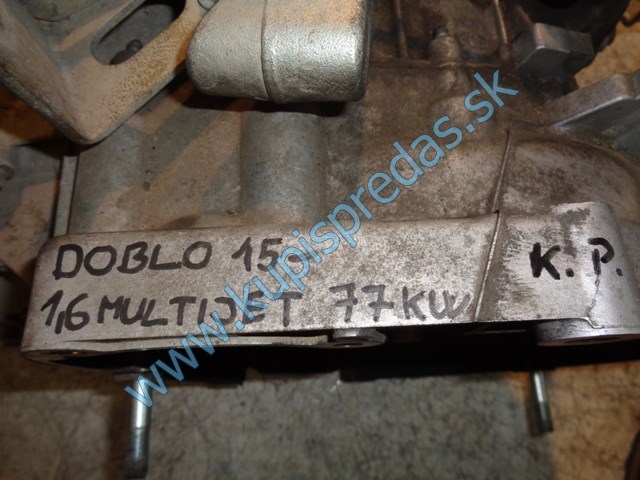 DOBLO 15
1,6 MULTIJET 77KW
K. P.
www.kupispredas.sk